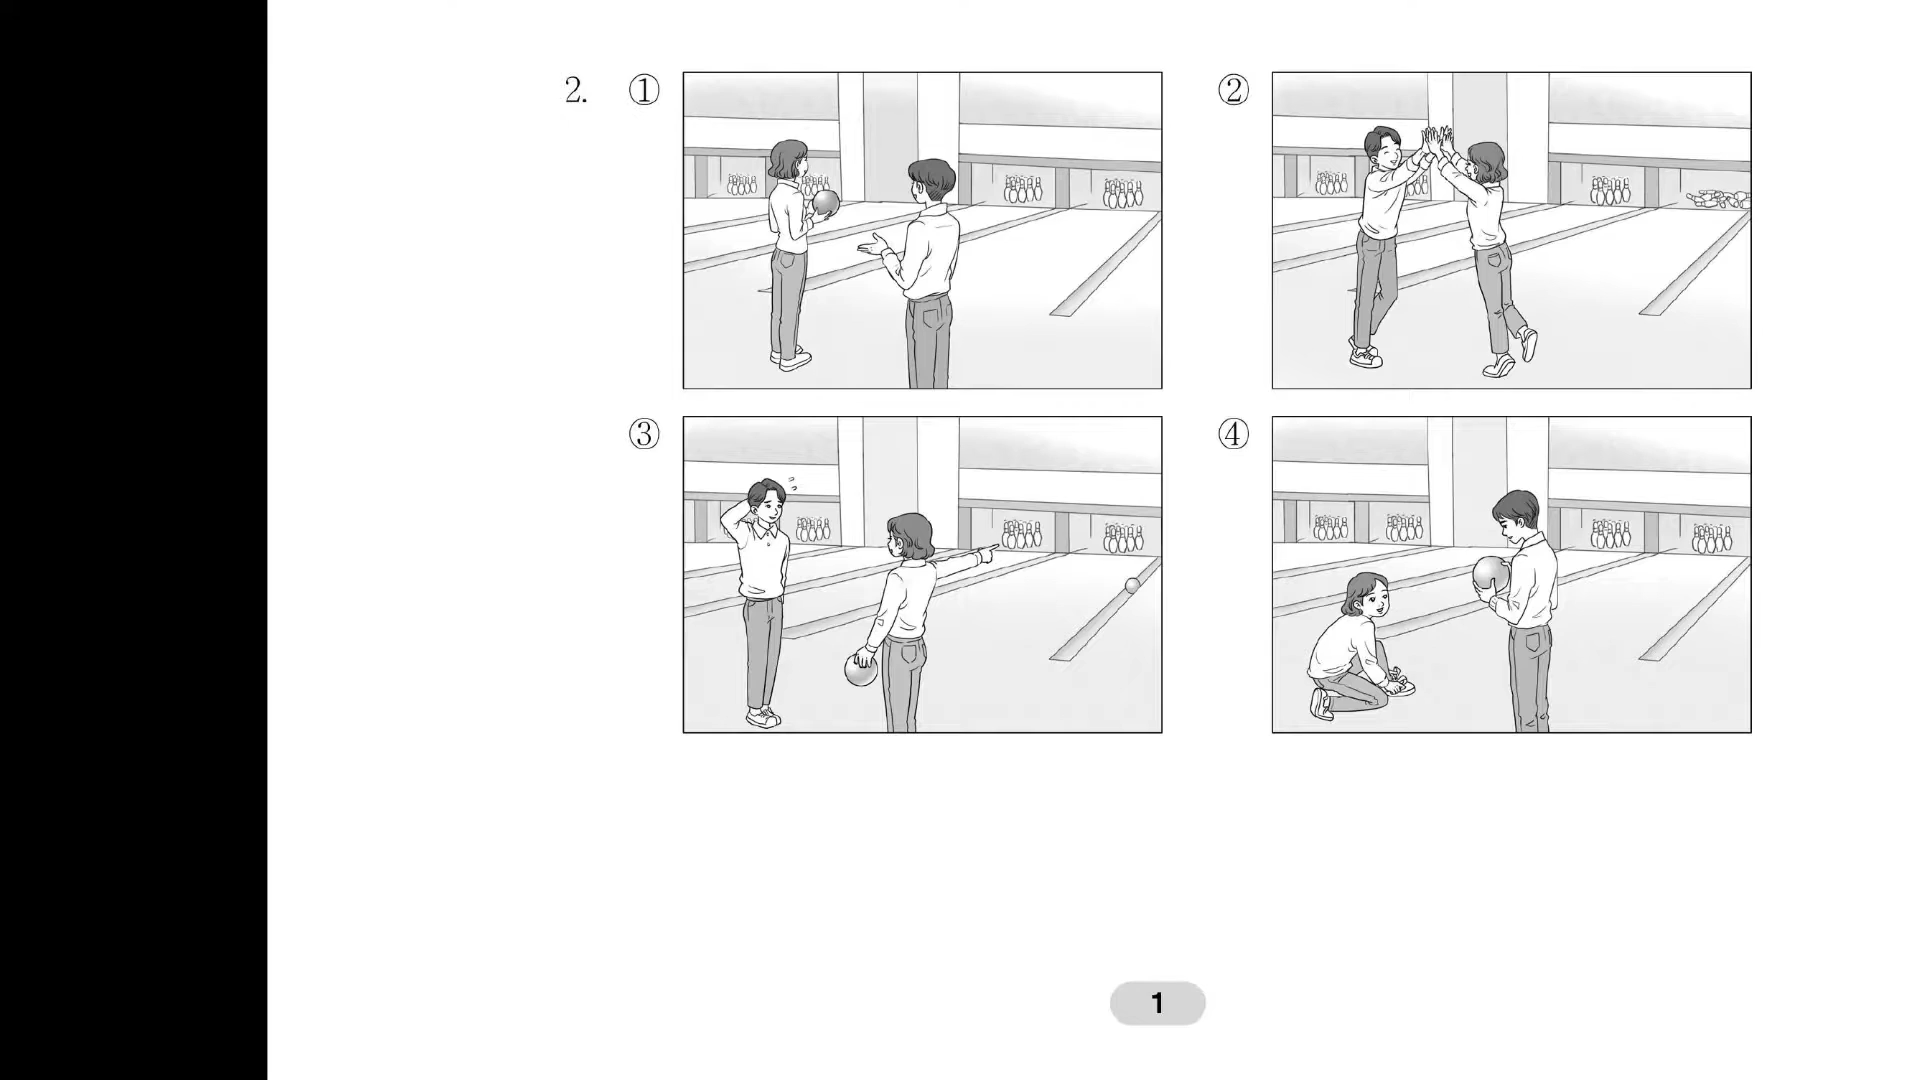 2. ① ②
③ ④
1